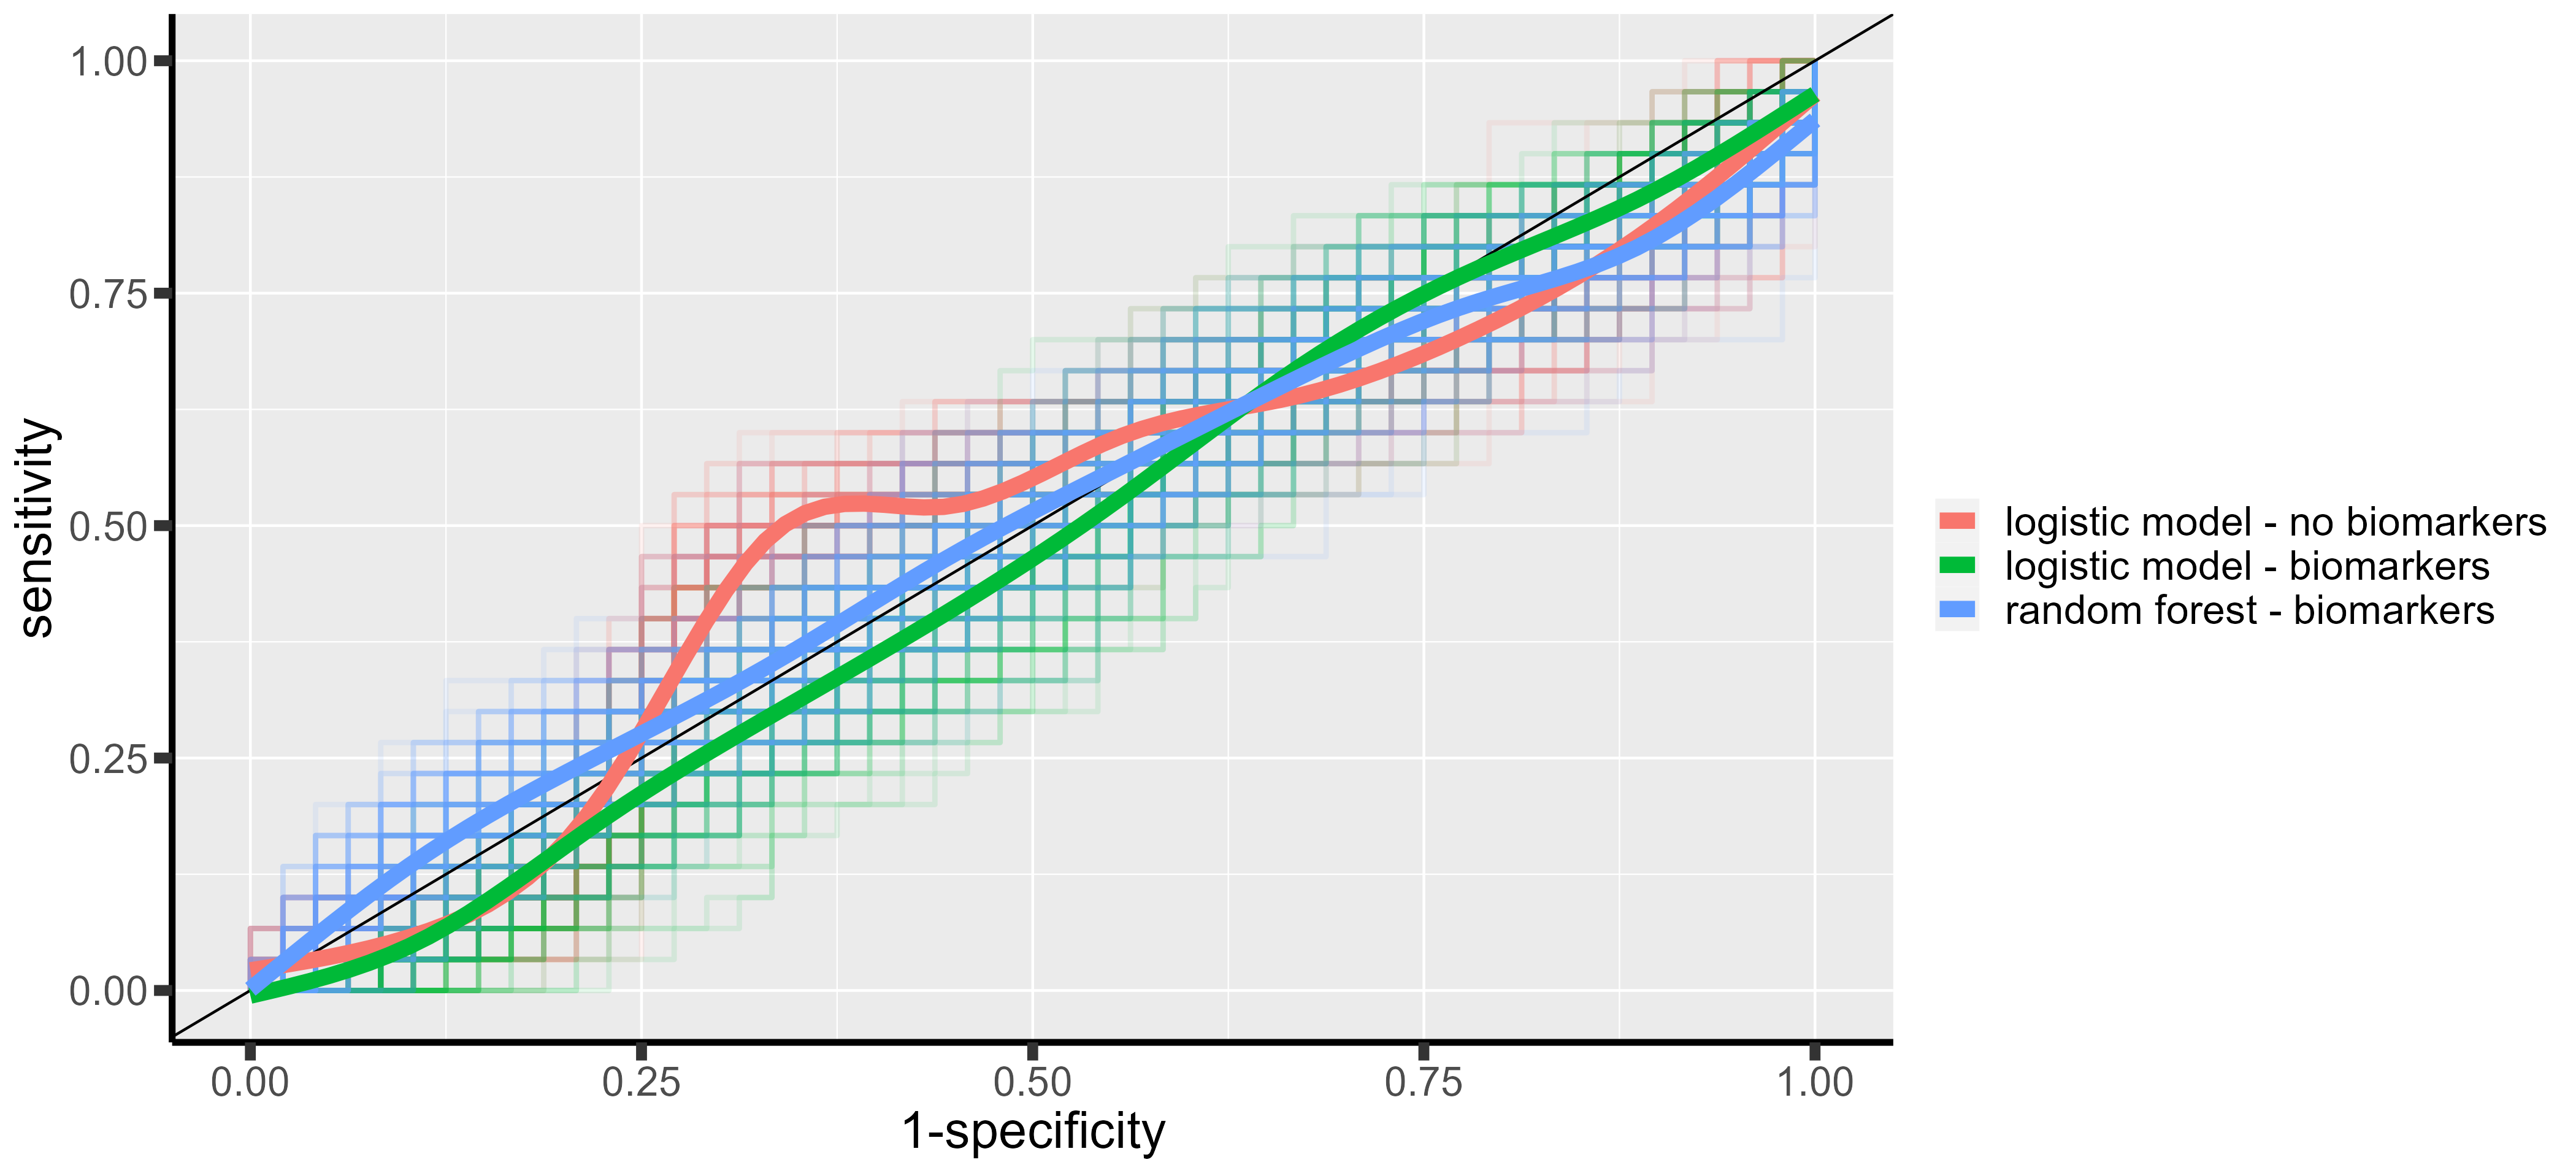 1.00
0.75
0.50
0.25
0.00
sensitivity
0.00
0.25
0.50
0.75
1.00
1-specificity
logistic model - no biomarkers
logistic model - biomarkers
random forest - biomarkers